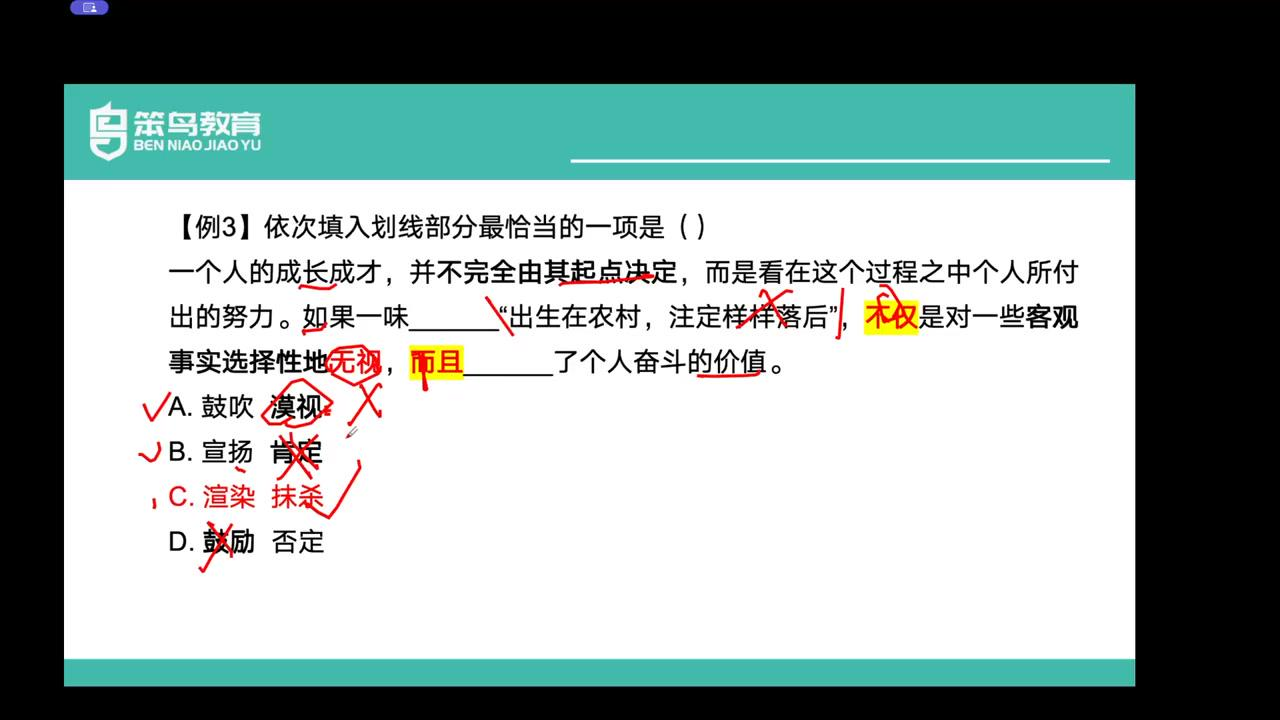 笨鸟教育
BEN NIAO JIAO YU
【例3】依次填入划线部分最恰当的一项是（ ）
一个人的成长成才，并不完全由其起点决定，而是看在这个过程之中个人所付
出的努力。如果一味______“出生在农村，注定样样落后”，不仅是对一些客观
事实选择性地无视，而且______了个人奋斗的价值。
A. 鼓吹 漠视
B. 宣扬 肯定
C. 渲染 抹杀
D. 鼓励 否定